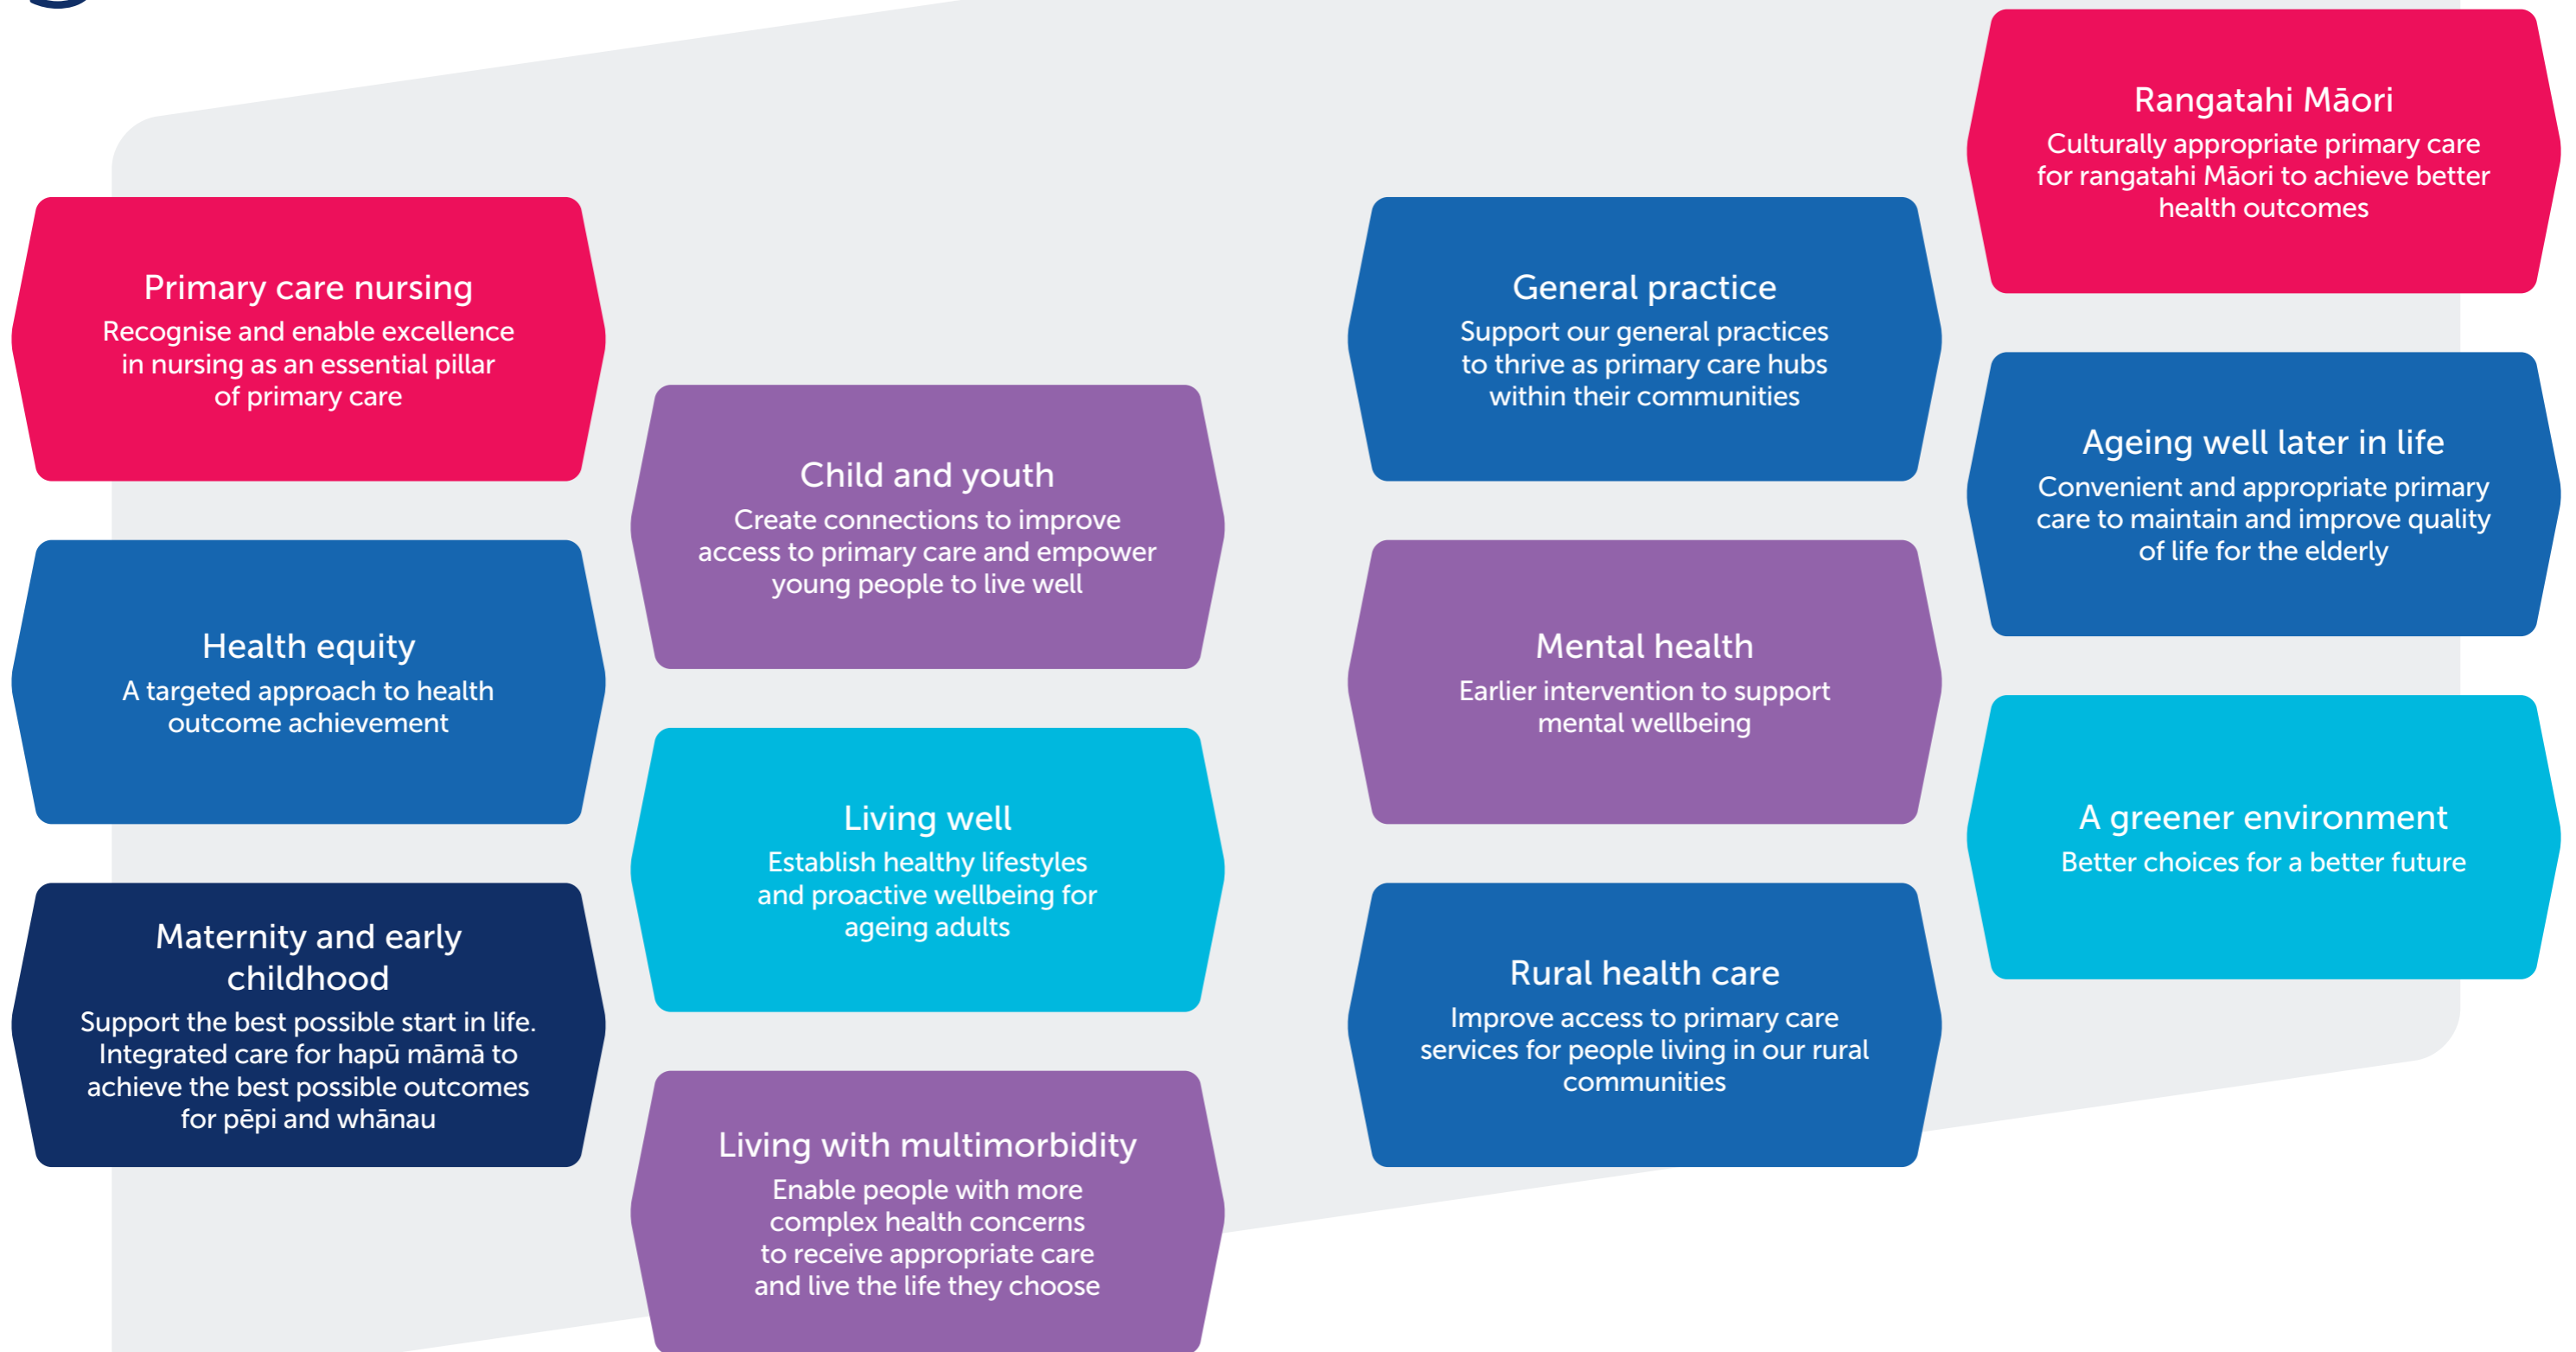 Primary care nursing
Recognise and enable excellence
in nursing as an essential pillar
of primary care
Health equity
A targeted approach to health
outcome achievement
Maternity and early
childhood
Support the best possible start in life.
Integrated care for hapū māmā to
achieve the best possible outcomes
for pēpi and whānau
Child and youth
Create connections to improve
access to primary care and empower
young people to live well
Living well
Establish healthy lifestyles
and proactive wellbeing for
ageing adults
Living with multimorbidity
Enable people with more
complex health concerns
to receive appropriate care
and live the life they choose
General practice
Support our general practices
to thrive as primary care hubs
within their communities
Mental health
Earlier intervention to support
mental wellbeing
Rural health care
Improve access to primary care
services for people living in our rural
communities
Rangatahi Māori
Culturally appropriate primary care
for rangatahi Māori to achieve better
health outcomes
Ageing well later in life
Convenient and appropriate primary
care to maintain and improve quality
of life for the elderly
A greener environment
Better choices for a better future